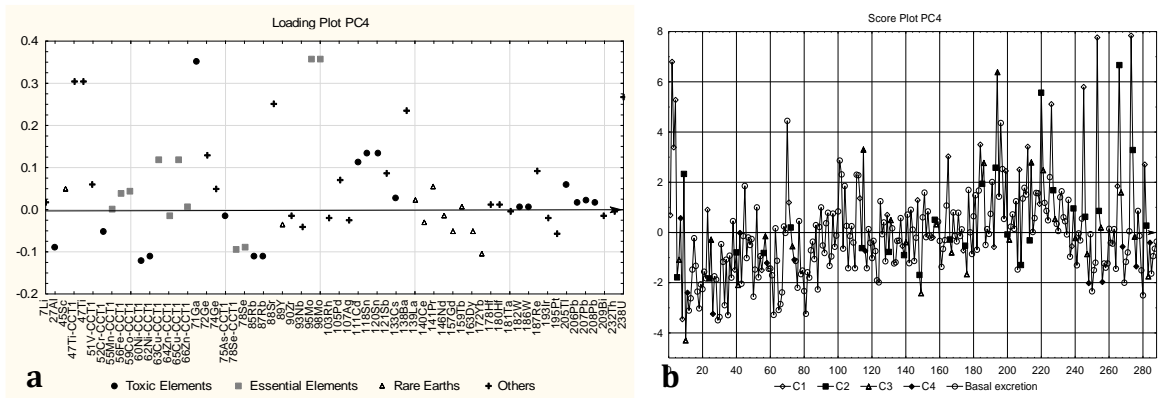 Loading Plot PC4
0.4
0.3
0.2
0.1
0.0
-0.1
-0.2
7Li
27Al
45Sc
47Ti-CCT1
47Ti
51V-CCT1
52Cr-CCT1
55Mn-CCT1
56Fe-CCT1
59Co-CCT1
60Ni-CCT1
62Ni-CCT1
63Cu-CCT1
64Zn-CCT1
65Cu-CCT1
66Zn-CCT1
71Ga
72Ge
74Ge
75As-CCT1
78Se-CCT1
78Se
85Rb
87Rb
88Sr
89Y
90Zr
93Nb
95Mo
98Mo
103Rh
105Pd
107Ag
111Cd
118Sn
120Sn
121Sb
133Cs
139Ba
139La
140Ce
141Pr
146Nd
157Gd
159Tb
163Dy
172Yb
178Hf
180Hf
181Ta
182W
186W
187Re
193Ir
195Pt
205Tl
206Pb
207Pb
208Pb
209Bi
232Th
238U
a
Toxic Elements Essential Elements Rare Earths Others
Score Plot PC4
8
6
4
2
0
-2
-4
0 20 40 60 80 100 120 140 160 180 200 220 240 260 280
b
C1 C2 C3 C4 Basal excretion